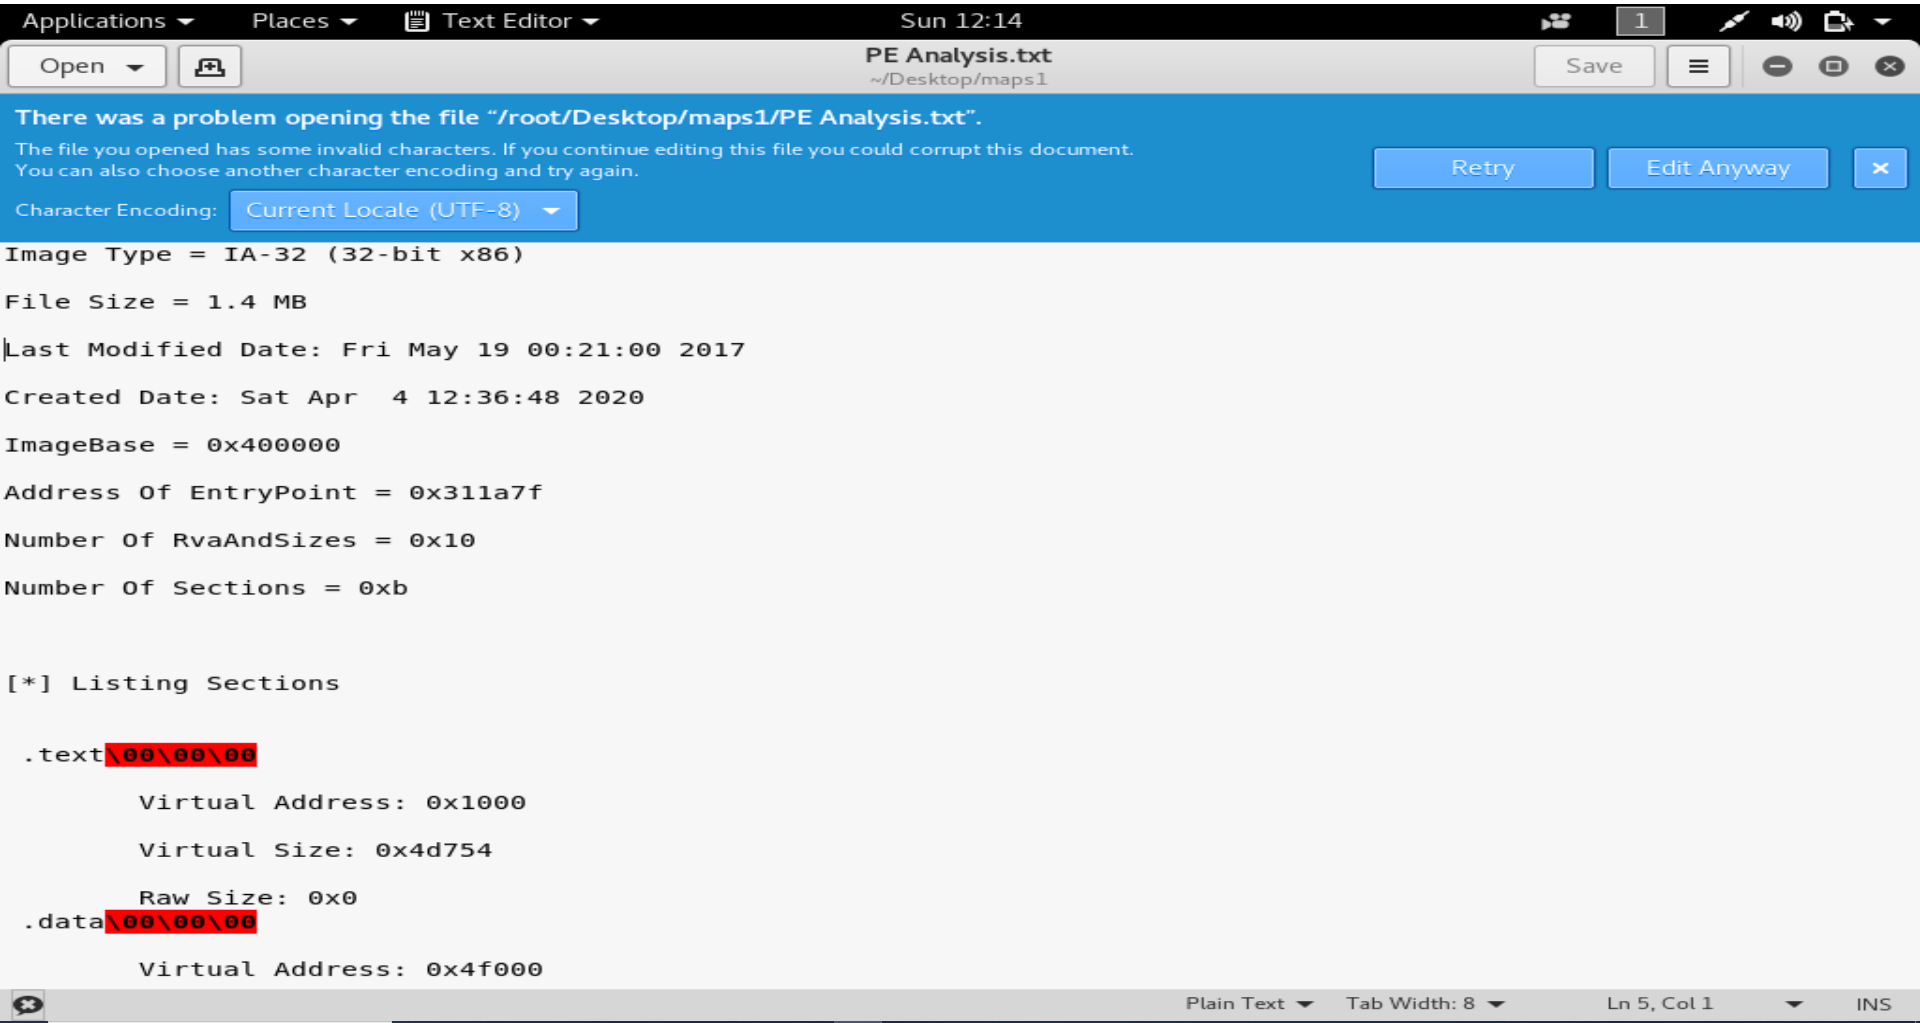 Applications Places Text Editor Sun 12:14 1
Open PE Analysis.txt Save
~/Desktop/maps1
There was a problem opening the file “/root/Desktop/maps1/PE Analysis.txt”.
The file you opened has some invalid characters. If you continue editing this file you could corrupt this document.
You can also choose another character encoding and try again.
Retry Edit Anyway
Character Encoding: Current Locale (UTF-8)
Image Type = IA-32 (32-bit x86)
File Size = 1.4 MB
Last Modified Date: Fri May 19 00:21:00 2017
Created Date: Sat Apr  4 12:36:48 2020
ImageBase = 0x400000
Address Of EntryPoint = 0x311a7f
Number Of RvaAndSizes = 0x10
Number Of Sections = 0xb
[*] Listing Sections
.text\00\00\00
Virtual Address: 0x1000
Virtual Size: 0x4d754
Raw Size: 0x0
.data\00\00\00
Virtual Address: 0x4f000
Plain Text Tab Width: 8 Ln 5, Col 1 INS